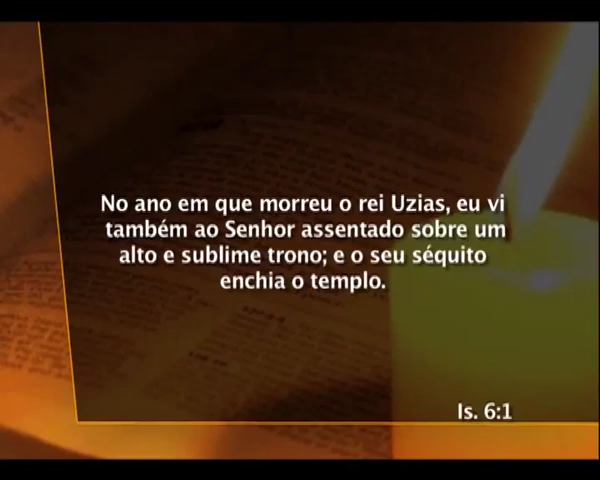 No ano em que morreu o rei Uzias, eu vi
também ao Senhor assentado sobre um
alto e sublime trono; e o seu séquito
enchia o templo.
Is. 6:1